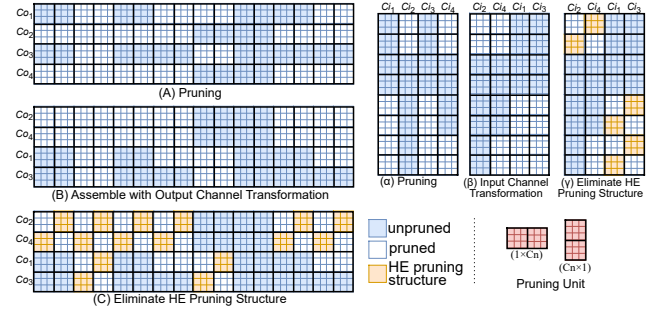 Co1
Co2
Co3
Co4
(A) Pruning
Co2
Co4
Co1
Co3
(B) Assemble with Output Channel Transformation
Co2
Co4
Co1
Co3
(C) Eliminate HE Pruning Structure
Ci1 Ci2 Ci3 Ci4
(α) Pruning
Ci2 Ci4 Ci1 Ci3
(β) Input Channel
Transformation
Ci2 Ci4 Ci1 Ci3
(γ) Eliminate HE
Pruning Structure
unpruned
pruned
HE pruning
structure
(1×Cn)
(Cn×1)
Pruning Unit